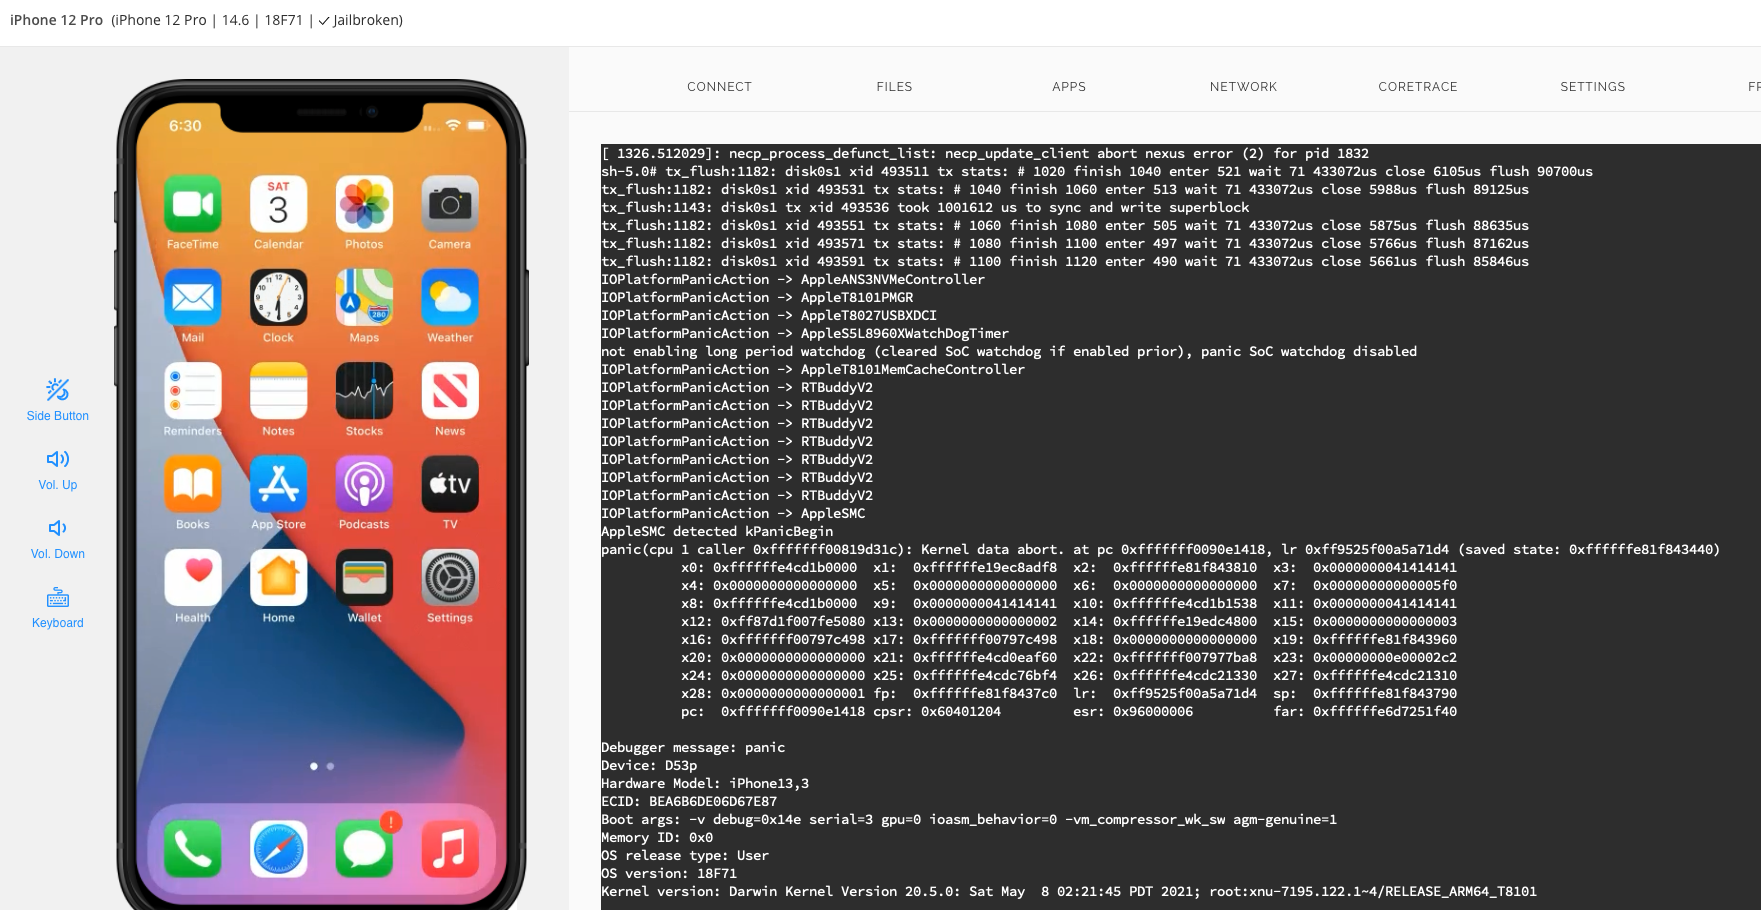 iPhone 12 Pro (iPhone 12 Pro | 14.6 | 18F71 | ✓ Jailbroken)
CONNECT FILES APPS NETWORK CORETRACE SETTINGS
6:30
FaceTime
SAT
3
Calendar
Photos
Camera
Mail
Clock
280
Maps
Weather
Reminders
Notes
Stocks
News
Books
App Store
Podcasts
tv
TV
Health
Home
Wallet
Settings
!
Side Button
Vol. Up
Vol. Down
Keyboard
[ 1326.512029]: necp_process_defunct_list: necp_update_client abort nexus error (2) for pid 1832
sh-5.0# tx_flush:1182: disk0s1 xid 493511 tx stats: # 1020 finish 1040 enter 521 wait 71 433072us close 6105us flush 90700us
tx_flush:1182: disk0s1 xid 493531 tx stats: # 1040 finish 1060 enter 513 wait 71 433072us close 5988us flush 89125us
tx_flush:1143: disk0s1 tx xid 493536 took 1001612 us to sync and write superblock
tx_flush:1182: disk0s1 xid 493551 tx stats: # 1060 finish 1080 enter 505 wait 71 433072us close 5875us flush 88635us
tx_flush:1182: disk0s1 xid 493571 tx stats: # 1080 finish 1100 enter 497 wait 71 433072us close 5766us flush 87162us
tx_flush:1182: disk0s1 xid 493591 tx stats: # 1100 finish 1120 enter 490 wait 71 433072us close 5661us flush 85846us
IOPlatformPanicAction -> AppleANS3NVMeController
IOPlatformPanicAction -> AppleT8101PMGR
IOPlatformPanicAction -> AppleT8027USBXDCI
IOPlatformPanicAction -> AppleS5L8960XWatchDogTimer
not enabling long period watchdog (cleared SoC watchdog if enabled prior), panic SoC watchdog disabled
IOPlatformPanicAction -> AppleT8101MemCacheController
IOPlatformPanicAction -> RTBuddyV2
IOPlatformPanicAction -> RTBuddyV2
IOPlatformPanicAction -> RTBuddyV2
IOPlatformPanicAction -> RTBuddyV2
IOPlatformPanicAction -> RTBuddyV2
IOPlatformPanicAction -> RTBuddyV2
IOPlatformPanicAction -> RTBuddyV2
IOPlatformPanicAction -> AppleSMC
AppleSMC detected kPanicBegin
panic(cpu 1 caller 0xfffffff00819d31c): Kernel data abort. at pc 0xfffffff0090e1418, lr 0xff9525f00a5a71d4 (saved state: 0xffffffe81f843440)
x0: 0xffffffe4cd1b0000 x1: 0xffffffe19ec8adf8 x2: 0xffffffe81f843810 x3: 0x0000000041414141
x4: 0x0000000000000000 x5: 0x0000000000000000 x6: 0x0000000000000000 x7: 0x00000000000005f0
x8: 0xffffffe4cd1b0000 x9: 0x0000000041414141 x10: 0xffffffe4cd1b1538 x11: 0x0000000041414141
x12: 0xff87d1f007fe5080 x13: 0x0000000000000002 x14: 0xffffffe19edc4800 x15: 0x0000000000000003
x16: 0xfffffff00797c498 x17: 0xfffffff00797c498 x18: 0x0000000000000000 x19: 0xffffffe81f843960
x20: 0x0000000000000000 x21: 0xffffffe4cd0eaf60 x22: 0xfffffff007977ba8 x23: 0x00000000e00002c2
x24: 0x0000000000000000 x25: 0xffffffe4cdc76bf4 x26: 0xffffffe4cdc21330 x27: 0xffffffe4cdc21310
x28: 0x0000000000000001 fp: 0xffffffe81f8437c0 lr: 0xff9525f00a5a71d4 sp: 0xffffffe81f843790
pc: 0xfffffff0090e1418 cpsr: 0x60401204 esr: 0x96000006 far: 0xffffffe6d7251f40
Debugger message: panic
Device: D53p
Hardware Model: iPhone13,3
ECID: BEA6B6DE06D67E87
Boot args: -v debug=0x14e serial=3 gpu=0 ioasm_behavior=0 -vm_compressor_wk_sw agm-genuine=1
Memory ID: 0x0
OS release type: User
OS version: 18F71
Kernel version: Darwin Kernel Version 20.5.0: Sat May  8 02:21:45 PDT 2021; root:xnu-7195.122.1~4/RELEASE_ARM64_T8101